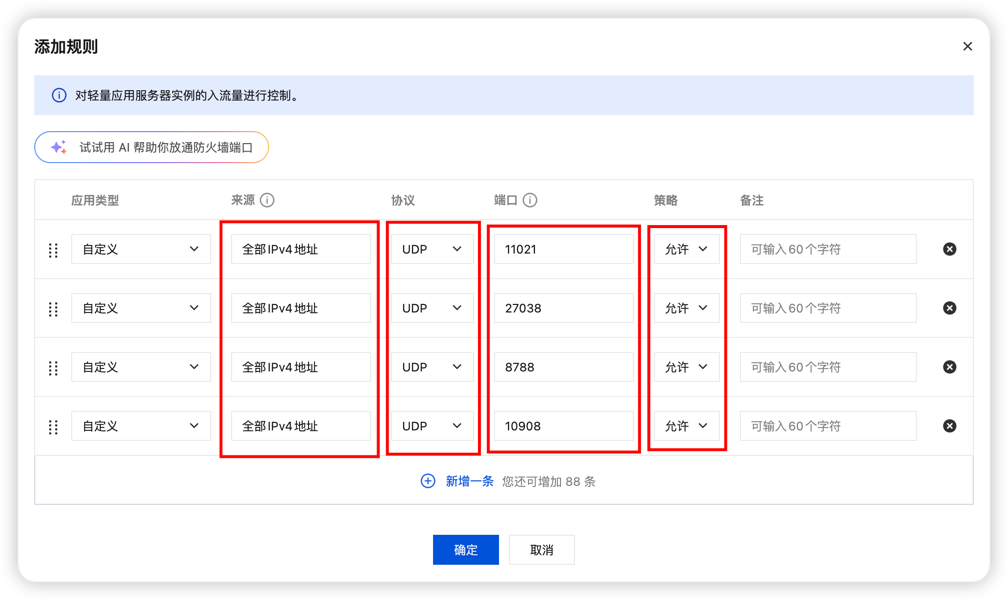 添加规则
对轻量应用服务器实例的入流量进行控制。
试试用 AI 帮助你放通防火墙端口
应用类型 来源 协议 端口 策略 备注
自定义 全部IPv4地址 UDP 11021 允许 可输入60个字符
自定义 全部IPv4地址 UDP 27038 允许 可输入60个字符
自定义 全部IPv4地址 UDP 8788 允许 可输入60个字符
自定义 全部IPv4地址 UDP 10908 允许 可输入60个字符
新增一条 您还可增加 88 条
确定 取消